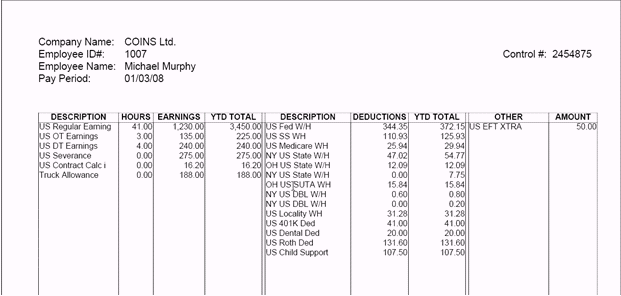 Company Name: COINS Ltd.
Employee ID#: 1007 Control #: 2454875
Employee Name: Michael Murphy
Pay Period: 01/03/08
DESCRIPTION HOURS EARNINGS YTD TOTAL DESCRIPTION DEDUCTIONS YTD TOTAL OTHER AMOUNT
US Regular Earning 41.00 1,230.00 3,450.00 US Fed W/H 344.35 372.15 US EFT XTRA 50.00
US OT Earnings 3.00 135.00 225.00 US SS WH 110.93 125.93
US DT Earnings 4.00 240.00 240.00 US Medicare WH 25.94 29.94
US Severance 0.00 275.00 275.00 NY US State W/H 47.02 54.77
US Contract Calc i 0.00 16.20 16.20 OH US State W/H 12.09 12.09
Truck Allowance 0.00 188.00 188.00 NY US State W/H 0.00 7.75
OH US SUTA WH 15.84 15.84
NY US DBL W/H 0.60 0.80
NY US DBL W/H 0.00 0.20
US Locality WH 31.28 31.28
US 401K Ded 41.00 41.00
US Dental Ded 20.00 20.00
US Roth Ded 131.60 131.60
US Child Support 107.50 107.50